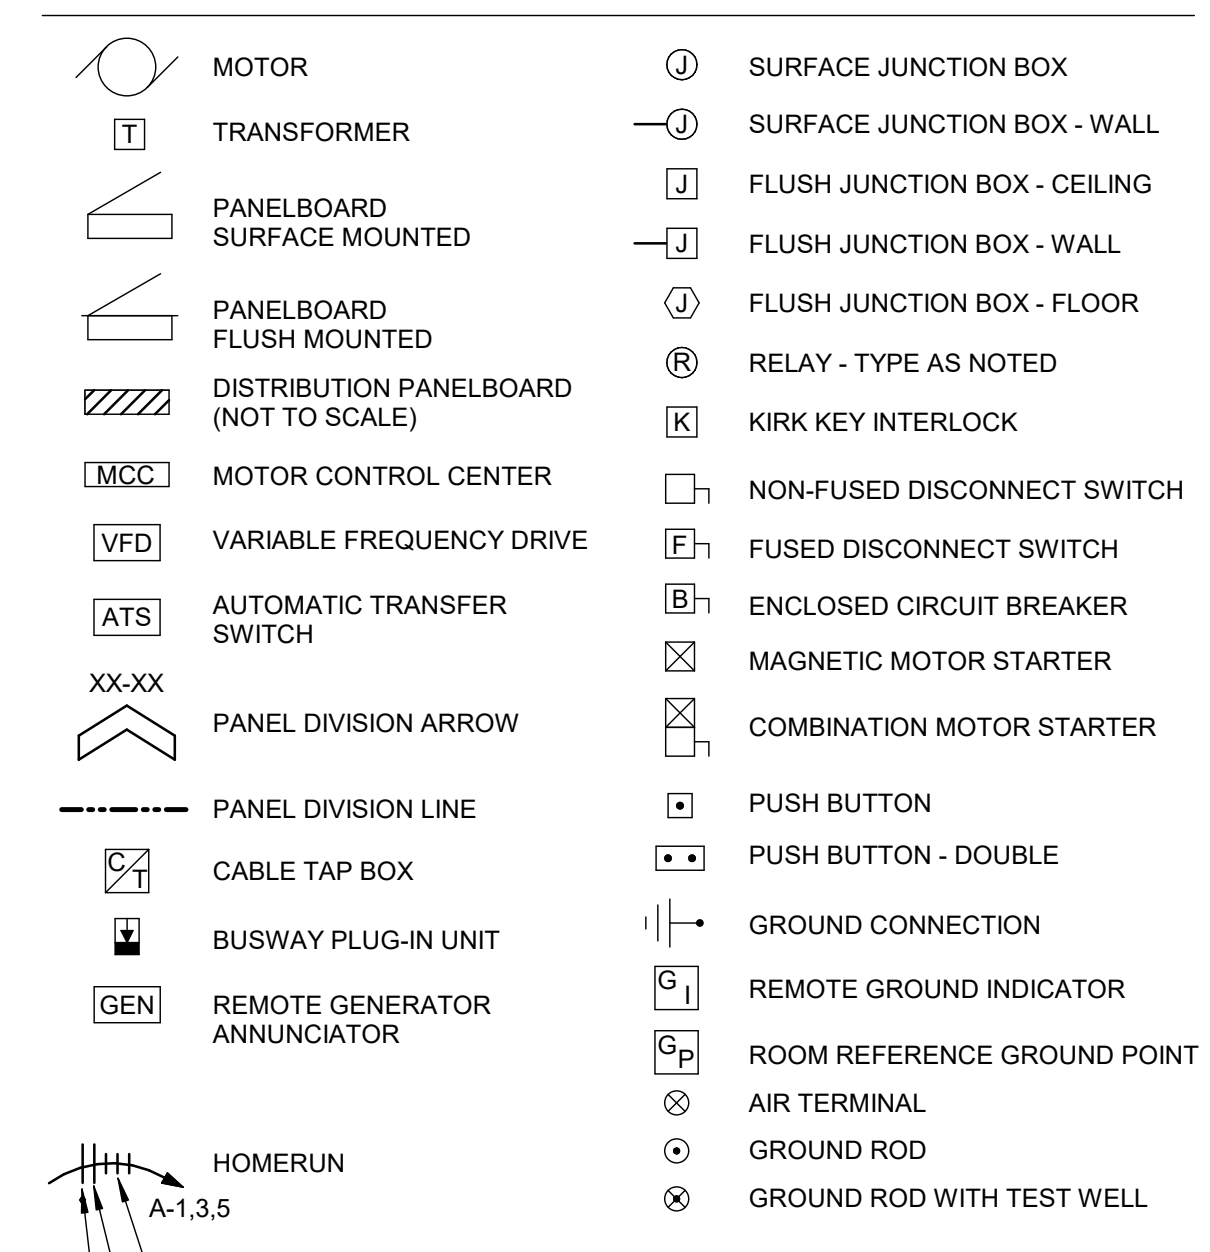 MOTOR
T
TRANSFORMER
PANELBOARD
SURFACE MOUNTED
PANELBOARD
FLUSH MOUNTED
DISTRIBUTION PANELBOARD
(NOT TO SCALE)
MCC
MOTOR CONTROL CENTER
VFD
VARIABLE FREQUENCY DRIVE
ATS
AUTOMATIC TRANSFER
SWITCH
XX-XX
PANEL DIVISION ARROW
PANEL DIVISION LINE
C/T
CABLE TAP BOX
BUSWAY PLUG-IN UNIT
GEN
REMOTE GENERATOR
ANNUNCIATOR
HOMERUN
A-1,3,5
J
SURFACE JUNCTION BOX
J
SURFACE JUNCTION BOX - WALL
J
FLUSH JUNCTION BOX - CEILING
J
FLUSH JUNCTION BOX - WALL
J
FLUSH JUNCTION BOX - FLOOR
R
RELAY - TYPE AS NOTED
K
KIRK KEY INTERLOCK
NON-FUSED DISCONNECT SWITCH
F
FUSED DISCONNECT SWITCH
B
ENCLOSED CIRCUIT BREAKER
MAGNETIC MOTOR STARTER
COMBINATION MOTOR STARTER
PUSH BUTTON
PUSH BUTTON - DOUBLE
GROUND CONNECTION
G I
REMOTE GROUND INDICATOR
G P
ROOM REFERENCE GROUND POINT
AIR TERMINAL
GROUND ROD
GROUND ROD WITH TEST WELL